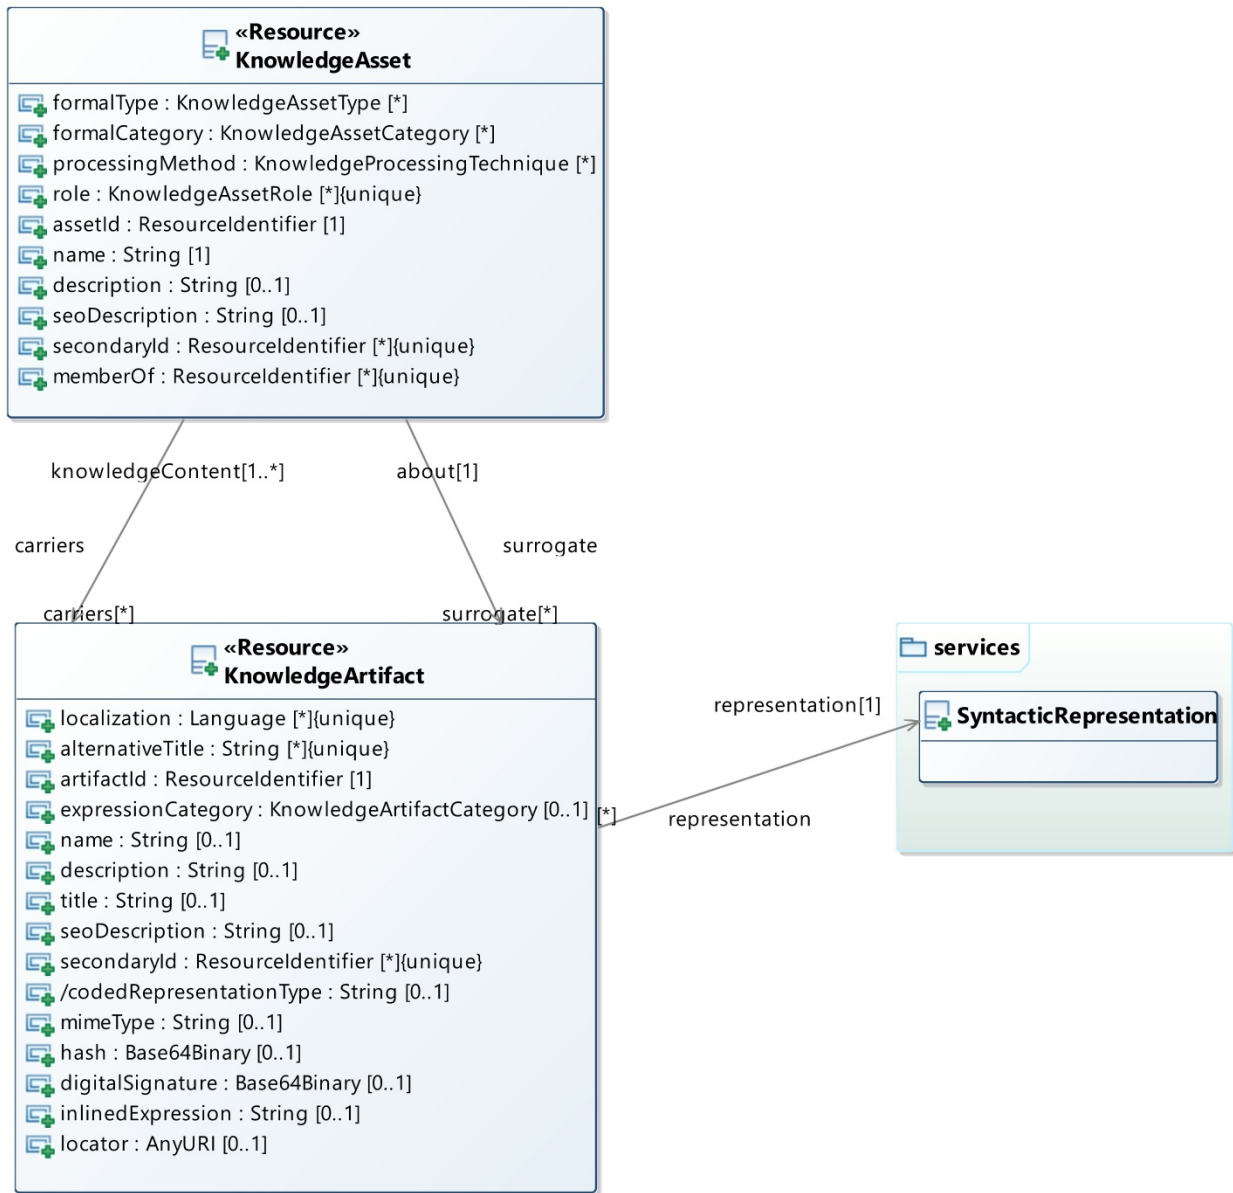 «Resource»
KnowledgeAsset
formalType : KnowledgeAssetType [*]
formalCategory : KnowledgeAssetCategory [*]
processingMethod : KnowledgeProcessingTechnique [*]
role : KnowledgeAssetRole [*]{unique}
assetId : ResourceIdentifier [1]
name : String [1]
description : String [0..1]
seoDescription : String [0..1]
secondaryId : ResourceIdentifier [*]{unique}
memberOf : ResourceIdentifier [*]{unique}
knowledgeContent[1..*]
about[1]
carriers
surrogate
carriers[*]
surrogate[*]
«Resource»
KnowledgeArtifact
localization : Language [*]{unique}
alternativeTitle : String [*]{unique}
artifactId : ResourceIdentifier [1]
expressionCategory : KnowledgeArtifactCategory [0..1]
name : String [0..1]
description : String [0..1]
title : String [0..1]
seoDescription : String [0..1]
secondaryId : ResourceIdentifier [*]{unique}
/codedRepresentationType : String [0..1]
mimeType : String [0..1]
hash : Base64Binary [0..1]
digitalSignature : Base64Binary [0..1]
inlinedExpression : String [0..1]
locator : AnyURI [0..1]
[*]
representation[1]
representation
services
SyntacticRepresentation